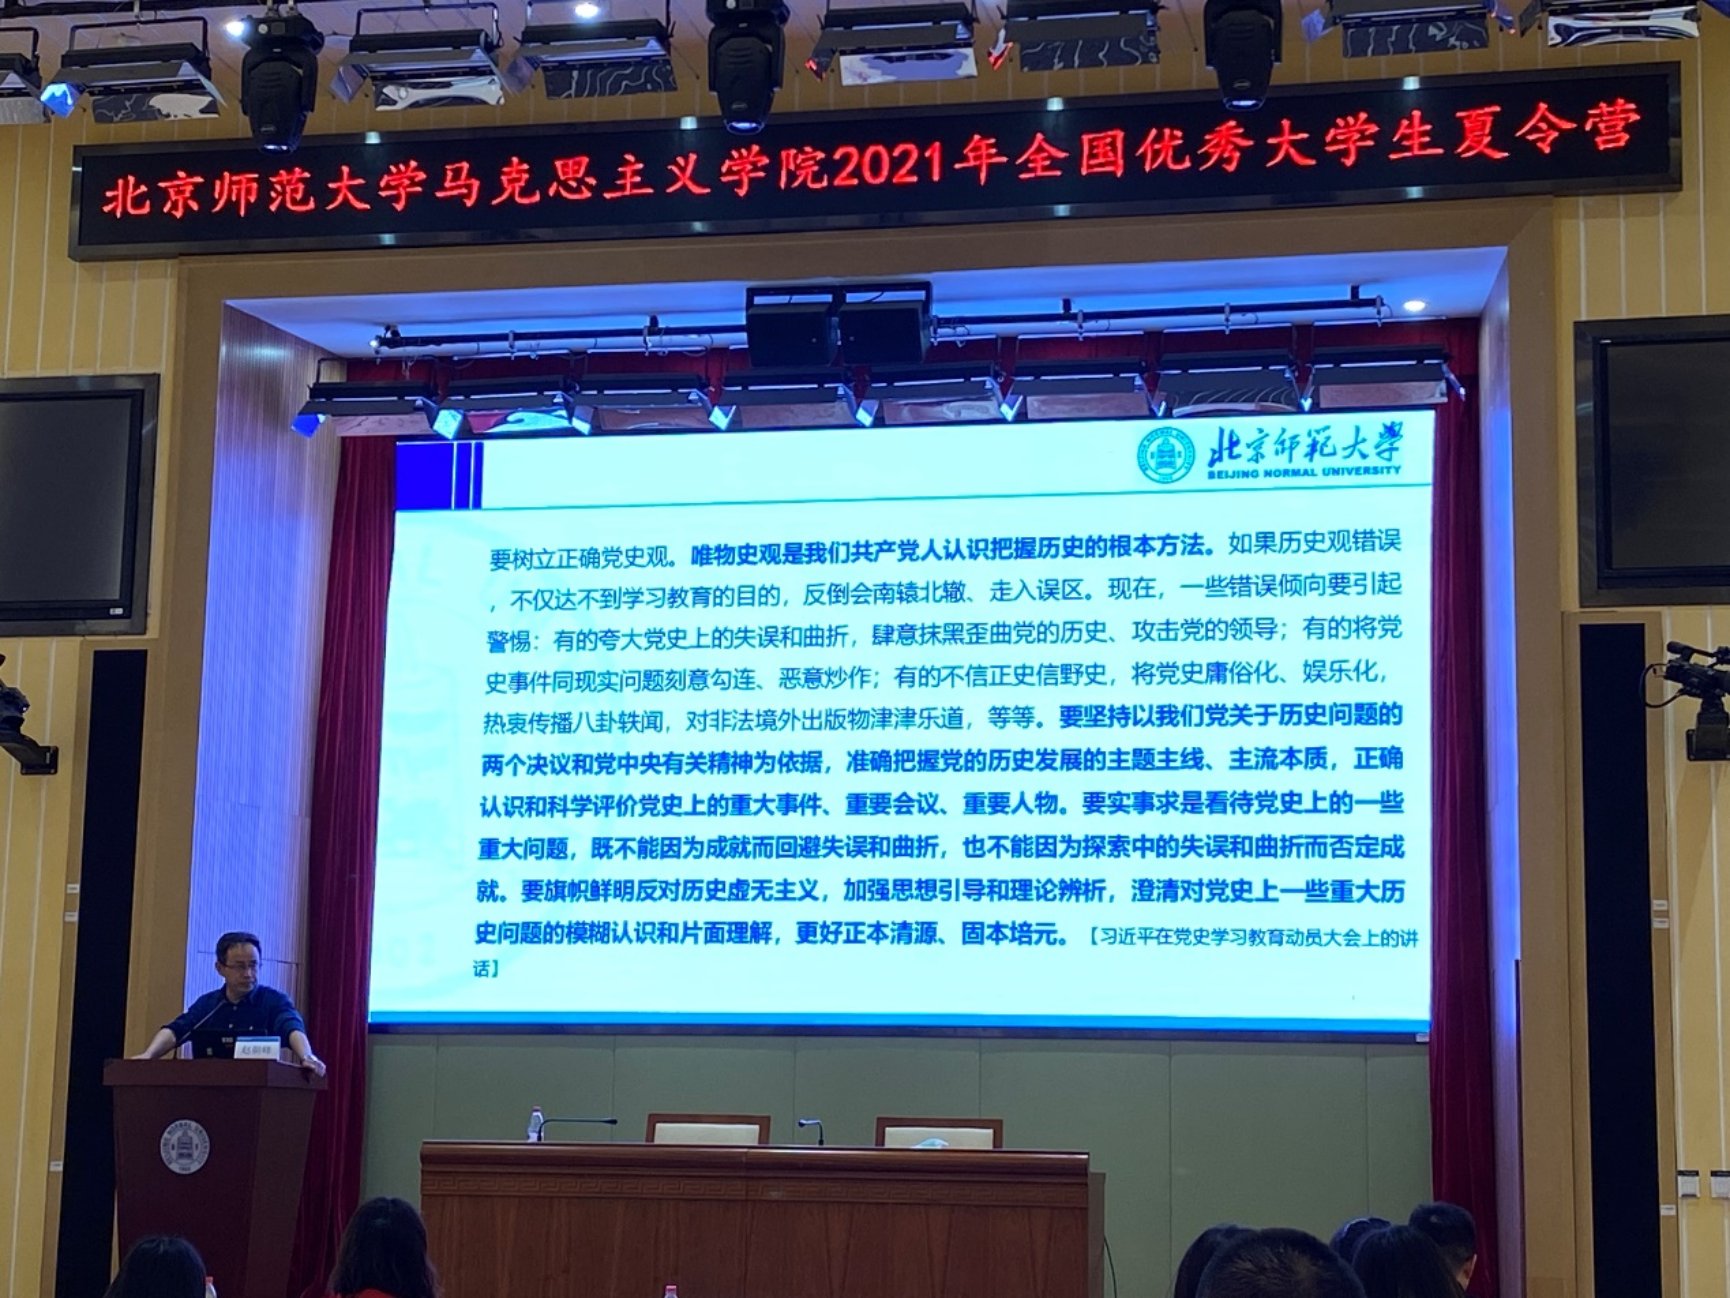 北京师范大学马克思主义学院2021年全国优秀大学生夏令营
北京师范大学
BEIJING NORMAL UNIVERSITY
要树立正确党史观。唯物史观是我们共产党人认识把握历史的根本方法。如果历史观错误
，不仅达不到学习教育的目的，反倒会南辕北辙、走入误区。现在，一些错误倾向要引起
警惕：有的夸大党史上的失误和曲折，肆意抹黑歪曲党的历史、攻击党的领导；有的将党
史事件同现实问题刻意勾连、恶意炒作；有的不信正史信野史，将党史庸俗化、娱乐化，
热衷传播八卦轶闻，对非法境外出版物津津乐道，等等。要坚持以我们党关于历史问题的
两个决议和党中央有关精神为依据，准确把握党的历史发展的主题主线、主流本质，正确
认识和科学评价党史上的重大事件、重要会议、重要人物。要实事求是看待党史上的一些
重大问题，既不能因为成就而回避失误和曲折，也不能因为探索中的失误和曲折而否定成
就。要旗帜鲜明反对历史虚无主义，加强思想引导和理论辨析，澄清对党史上一些重大历
史问题的模糊认识和片面理解，更好正本清源、固本培元。【习近平在党史学习教育动员大会上的讲
话】